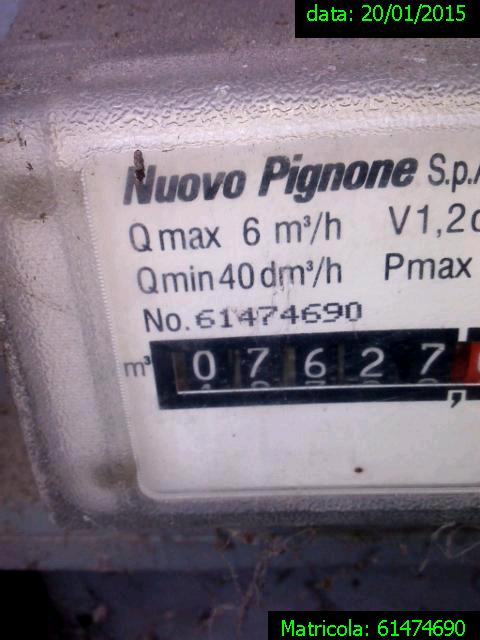 data: 20/01/2015
Nuovo Pignone S.p.A
Qmax 6 m³/h V1,2d
Qmin 40 dm³/h Pmax
No. 61474690
m³ 07627
,
Matricola: 61474690